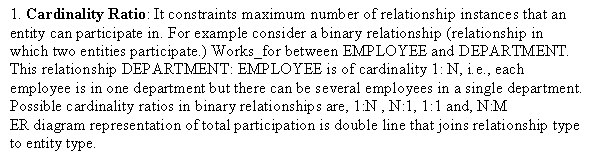 1. Cardinality Ratio: It constraints maximum number of relationship instances that an
entity can participate in. For example consider a binary relationship (relationship in
which two entities participate.) Works_for between EMPLOYEE and DEPARTMENT.
This relationship DEPARTMENT: EMPLOYEE is of cardinality 1: N, i.e., each
employee is in one department but there can be several employees in a single department.
Possible cardinality ratios in binary relationships are, 1:N , N:1, 1:1 and, N:M
ER diagram representation of total participation is double line that joins relationship type
to entity type.